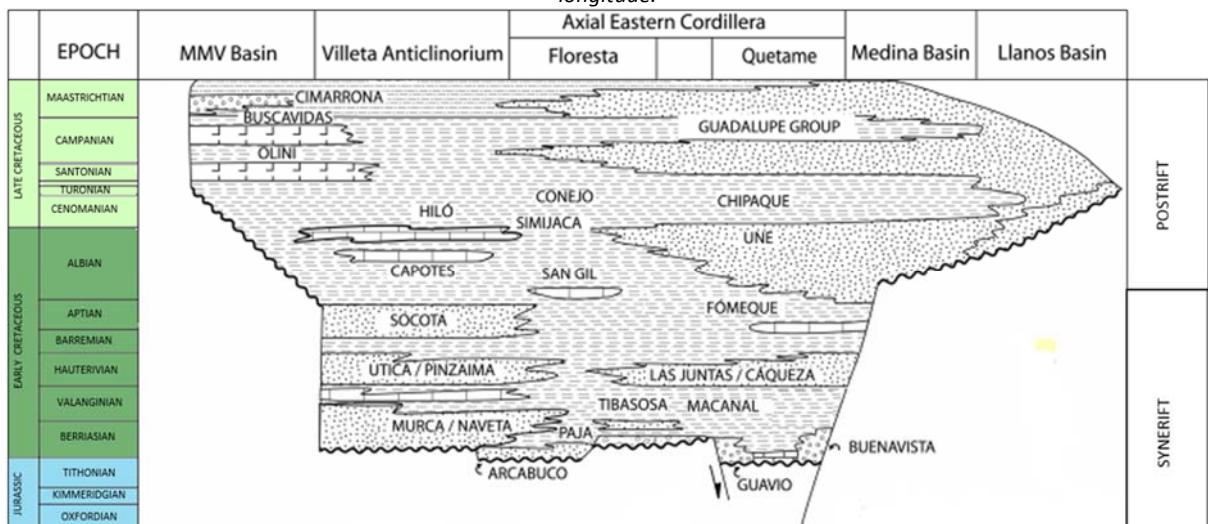 longitude.
Axial Eastern Cordillera
EPOCH
MMV Basin
Villeta Anticlinorium
Floresta
Quetame
Medina Basin
Llanos Basin
LATE CRETACEOUS
MAASTRICHTIAN
CAMPANIAN
SANTONIAN
TURONIAN
CENOMANIAN
EARLY CRETACEOUS
ALBIAN
APTIAN
BARREMIAN
HAUTERIVIAN
VALANGINIAN
BERRIASIAN
JURASSIC
TITHONIAN
KIMMERIDGIAN
OXFORDIAN
CIMARRONA
BUSCAVIDAS
GUADALUPE GROUP
OLINI
CONEJO
CHIPAQUE
HILÓ
SIMIJACA
UNE
CAPOTES
SAN GIL
SOCOTA
FÓMEQUE
UTICA / PINZAIMA
LAS JUNTAS / CAQUEZA
TIBASOSA
MACANAL
MURCA / NAVETA
PAJA
BUENAVISTA
ARCABUCO
GUAVIO
POSTRIFT
SYNERIFT